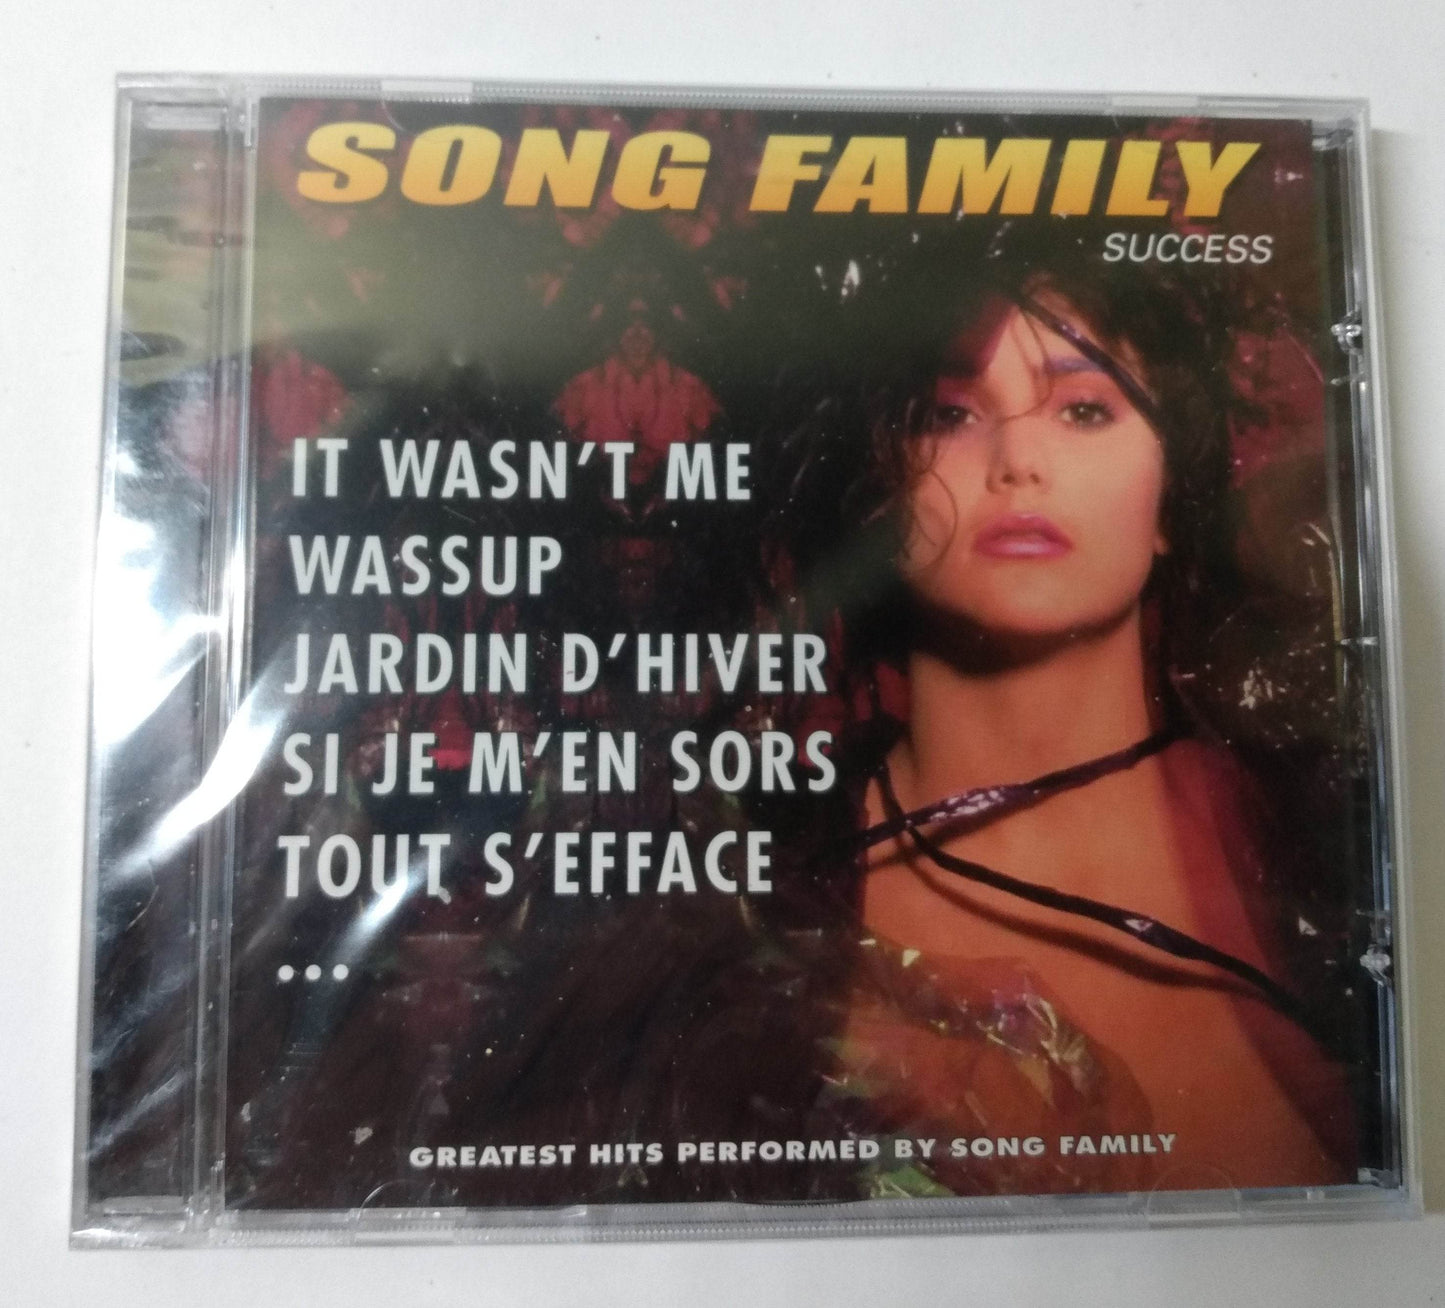 SONG FAMILY
SUCCESS
IT WASN'T ME
WASSUP
JARDIN D'HIVER
SI JE M'EN SORS
TOUT S'EFFACE
...
GREATEST HITS PERFORMED BY SONG FAMILY